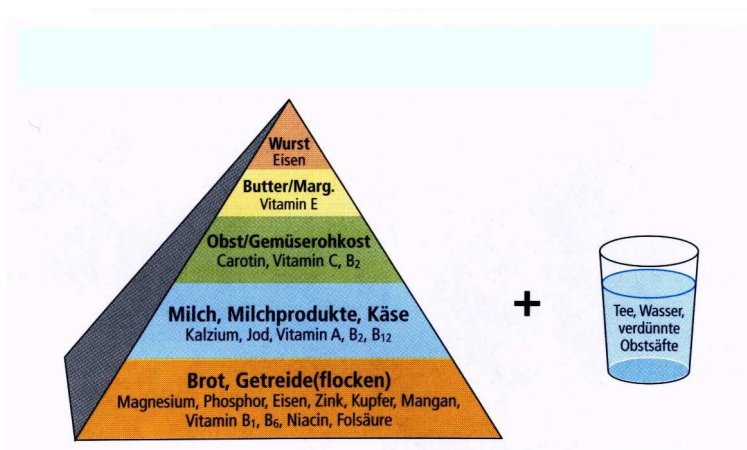 Wurst
Eisen
Butter/Marg.
Vitamin E
Obst/Gemüserohkost
Carotin, Vitamin C, B₂
Milch, Milchprodukte, Käse
Kalzium, Jod, Vitamin A, B₂, B₁₂
Brot, Getreide(flocken)
Magnesium, Phosphor, Eisen, Zink, Kupfer, Mangan,
Vitamin B₁, B₆, Niacin, Folsäure
+
Tee, Wasser,
verdünnte
Obstsäfte